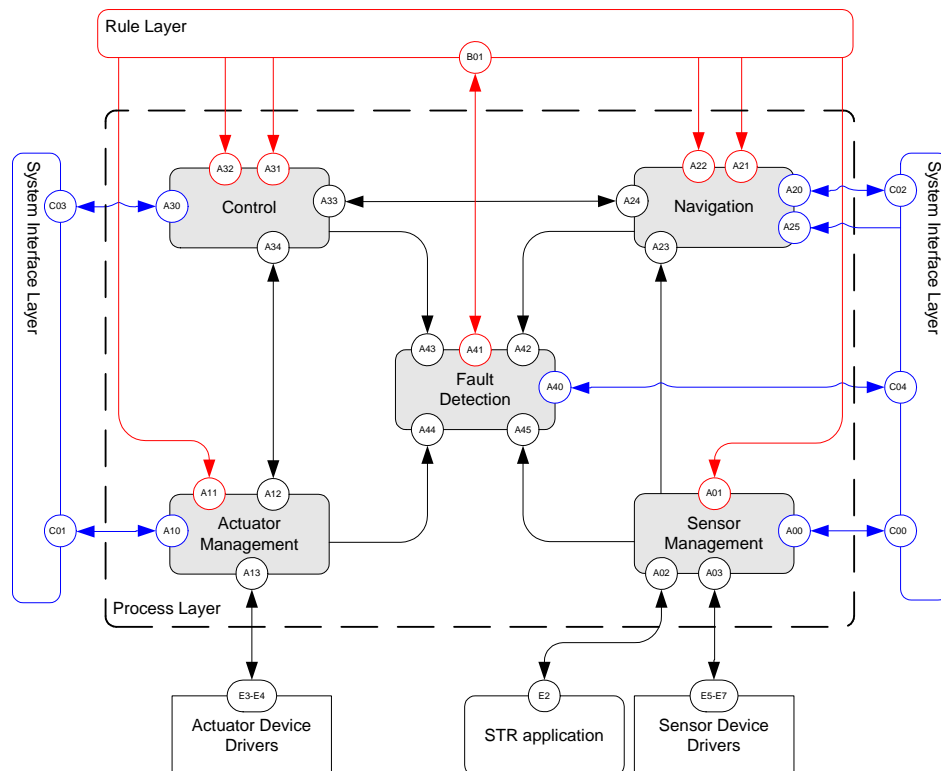 Rule Layer
B01
A32
A31
A22
A21
System Interface Layer
C03
A30
Control
A33
A34
A24
Navigation
A23
A20
A25
C02
System Interface Layer
A43
A41
A42
Fault
Detection
A40
C04
A44
A45
A11
A12
C01
A10
Actuator
Management
A13
A01
Sensor
Management
A00
C00
A02
A03
Process Layer
E3-E4
Actuator Device
Drivers
E2
STR application
E5-E7
Sensor Device
Drivers